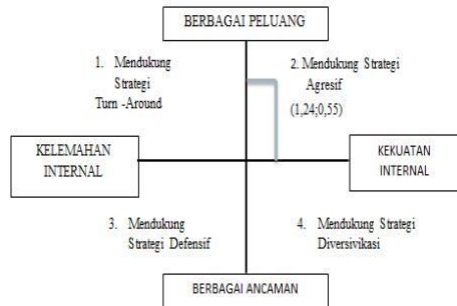 BERBAGAI PELUANG
1. Mendukung
Strategi
Turn -Around
2. Mendukung Strategi
Agresif
(1,24;0,55)
KELEMAHAN
INTERNAL
KEKUATAN
INTERNAL
3. Mendukung
Strategi Defensif
4. Mendukung Strategi
Diversivikasi
BERBAGAI ANCAMAN